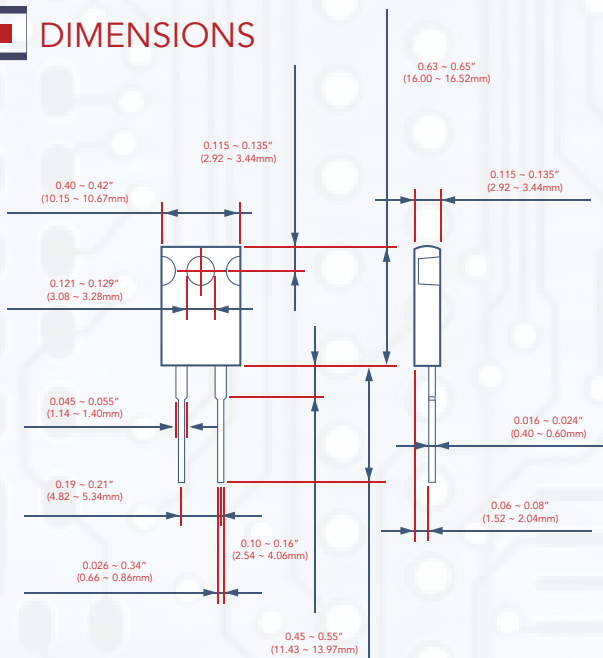 DIMENSIONS
0.63 ~ 0.65"
(16.00 ~ 16.52mm)
0.115 ~ 0.135"
(2.92 ~ 3.44mm)
0.40 ~ 0.42"
(10.15 ~ 10.67mm)
0.115 ~ 0.135"
(2.92 ~ 3.44mm)
0.121 ~ 0.129"
(3.08 ~ 3.28mm)
0.045 ~ 0.055"
(1.14 ~ 1.40mm)
0.016 ~ 0.024"
(0.40 ~ 0.60mm)
0.19 ~ 0.21"
(4.82 ~ 5.34mm)
0.06 ~ 0.08"
(1.52 ~ 2.04mm)
0.10 ~ 0.16"
(2.54 ~ 4.06mm)
0.026 ~ 0.34"
(0.66 ~ 0.86mm)
0.45 ~ 0.55"
(11.43 ~ 13.97mm)